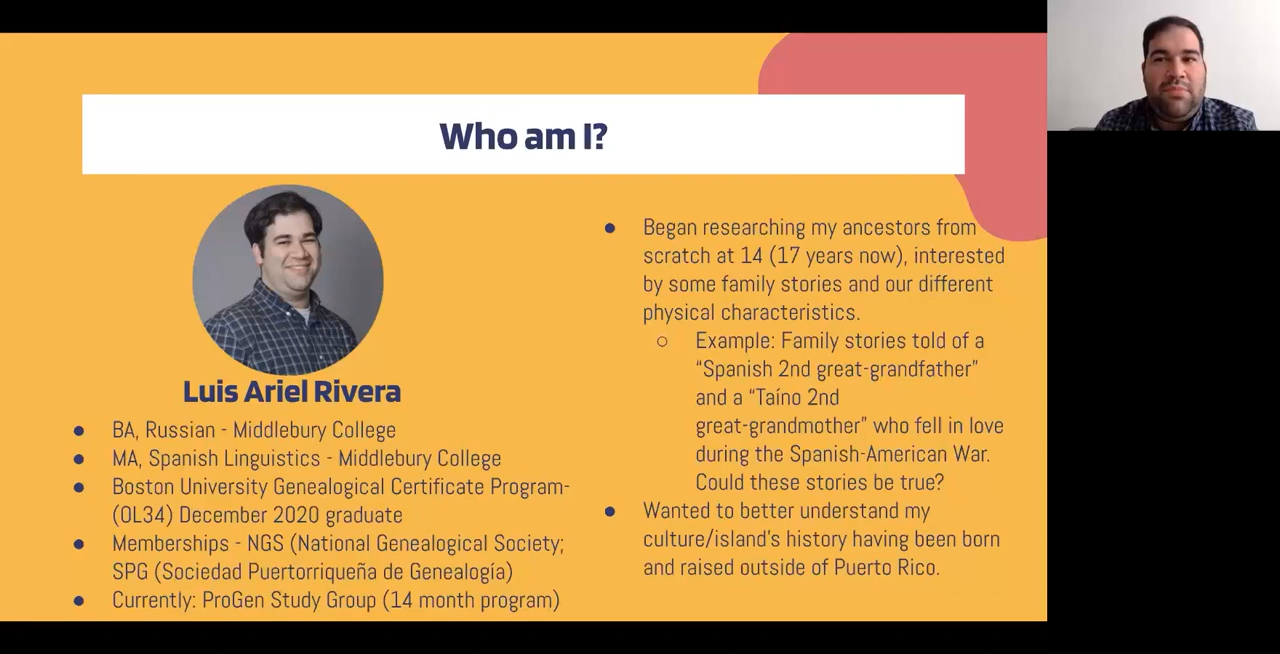 Who am I?
Luis Ariel Rivera
● BA, Russian - Middlebury College
● MA, Spanish Linguistics - Middlebury College
● Boston University Genealogical Certificate Program-
(OL34) December 2020 graduate
● Memberships - NGS (National Genealogical Society;
SPG (Sociedad Puertorriqueña de Genealogía)
● Currently: ProGen Study Group (14 month program)
● Began researching my ancestors from
scratch at 14 (17 years now), interested
by some family stories and our different
physical characteristics.
○ Example: Family stories told of a
“Spanish 2nd great-grandfather”
and a “Taíno 2nd
great-grandmother” who fell in love
during the Spanish-American War.
Could these stories be true?
● Wanted to better understand my
culture/island's history having been born
and raised outside of Puerto Rico.